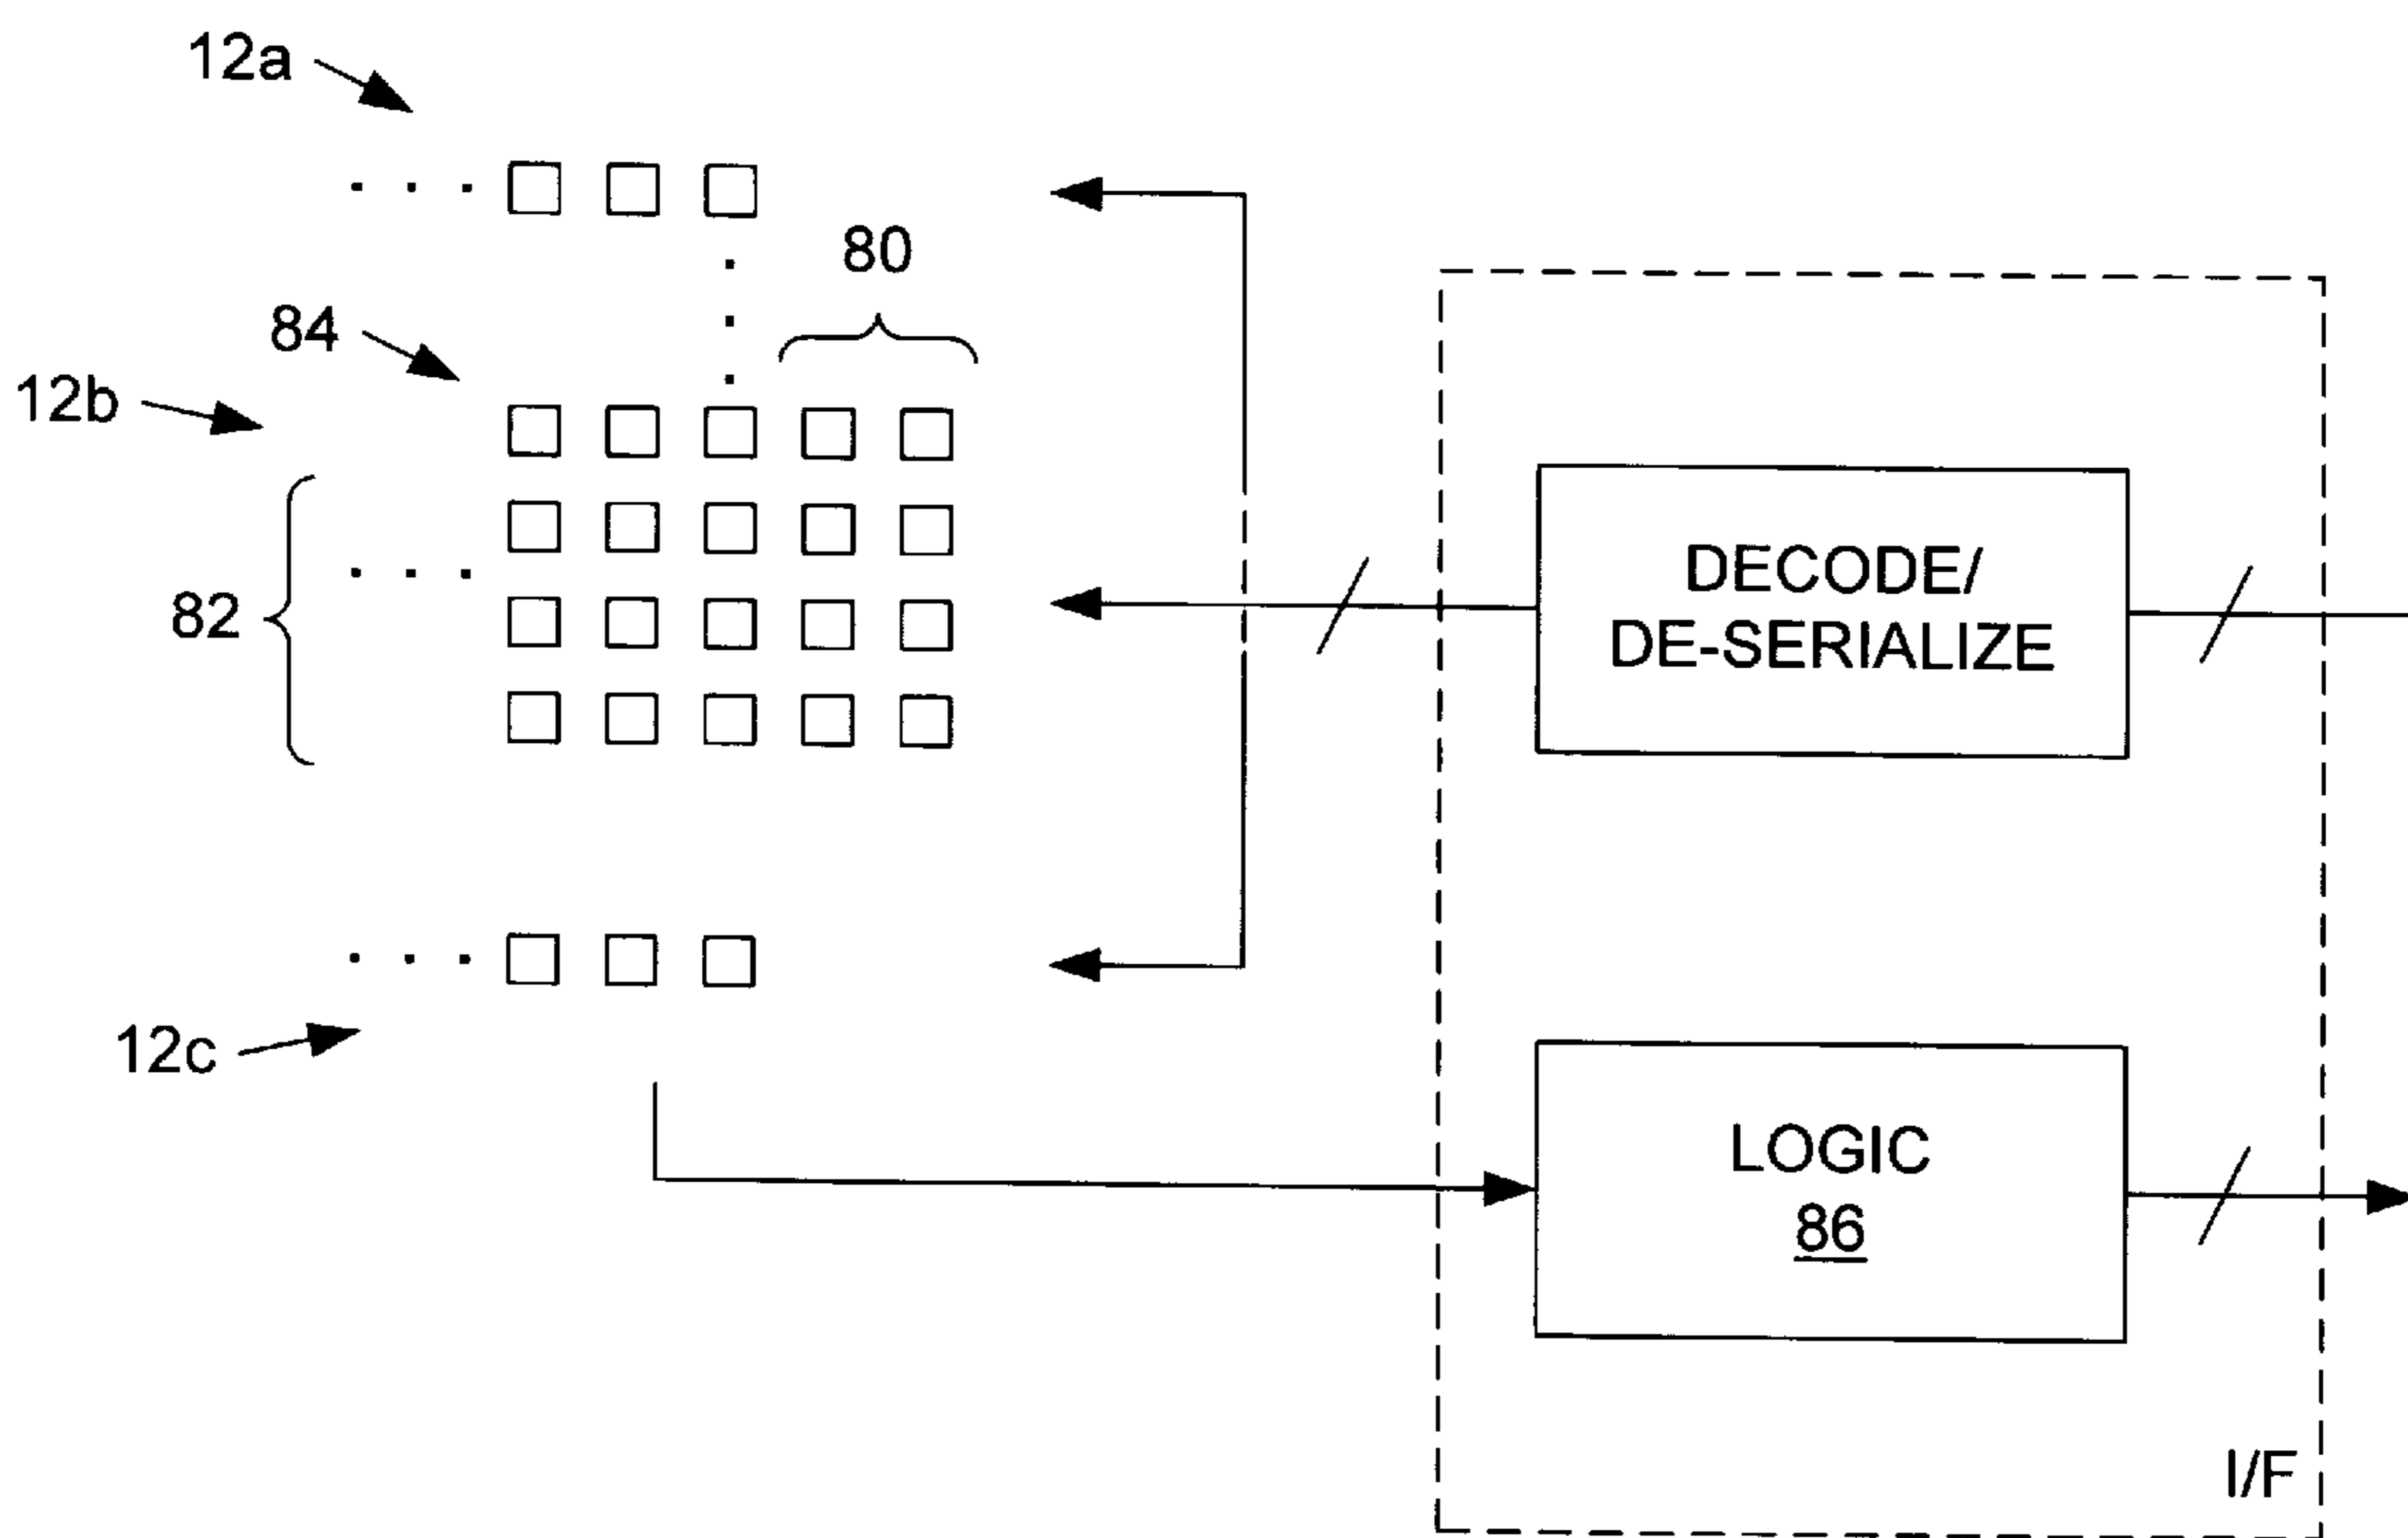 12a
80
84
12b
82
DECODE/
DE-SERIALIZE
12c
LOGIC
86
I/F